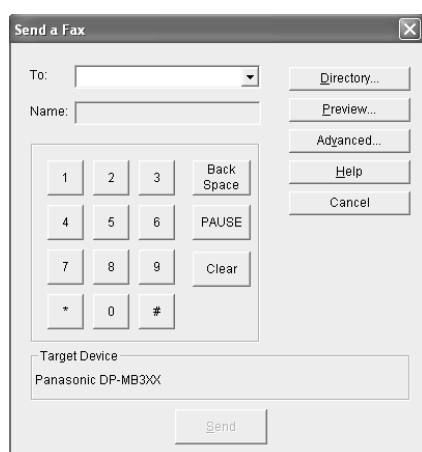 Send a Fax
To:
Directory...
Name:
Preview...
Advanced...
Help
Cancel
1 2 3 Back Space
4 5 6 PAUSE
7 8 9 Clear
* 0 #
Target Device
Panasonic DP-MB3XX
Send